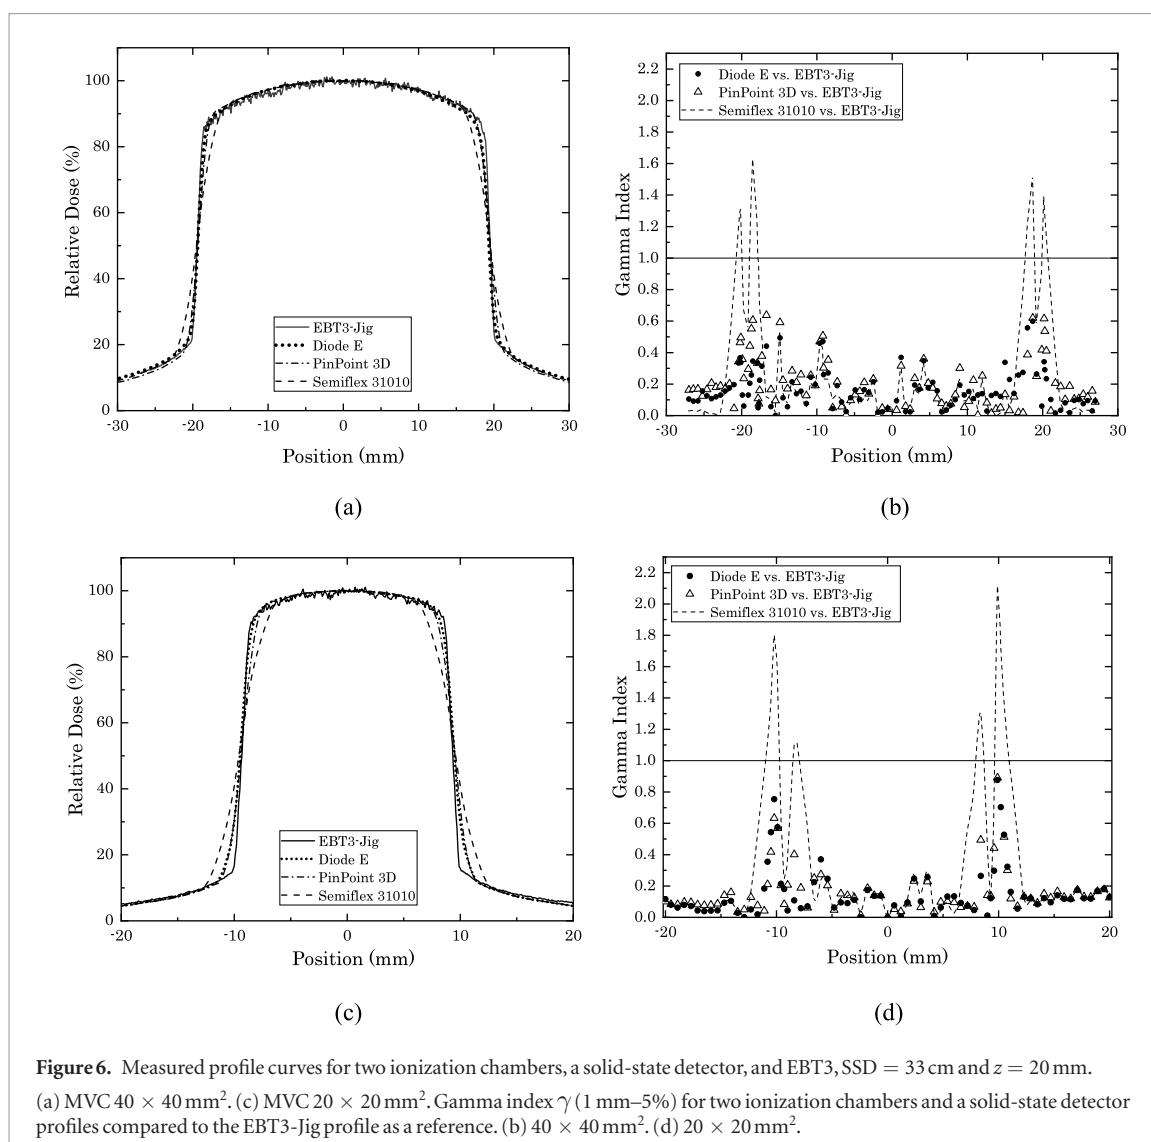 100
80
60
40
20
0
Relative Dose (%)
EBT3-Jig
Diode E
PinPoint 3D
Semiflex 31010
-30 -20 -10 0 10 20 30
Position (mm)
(a)
2.2
2.0
1.8
1.6
1.4
1.2
1.0
0.8
0.6
0.4
0.2
0.0
Gamma Index
Diode E vs. EBT3-Jig
PinPoint 3D vs. EBT3-Jig
Semiflex 31010 vs. EBT3-Jig
-30 -20 -10 0 10 20 30
Position (mm)
(b)
100
80
60
40
20
0
Relative Dose (%)
EBT3-Jig
Diode E
PinPoint 3D
Semiflex 31010
-20 -10 0 10 20
Position (mm)
(c)
2.2
2.0
1.8
1.6
1.4
1.2
1.0
0.8
0.6
0.4
0.2
0.0
Gamma Index
Diode E vs. EBT3-Jig
PinPoint 3D vs. EBT3-Jig
Semiflex 31010 vs. EBT3-Jig
-20 -10 0 10 20
Position (mm)
(d)
Figure 6. Measured profile curves for two ionization chambers, a solid-state detector, and EBT3, SSD = 33 cm and z = 20 mm.
(a) MVC 40 × 40 mm². (c) MVC 20 × 20 mm². Gamma index γ (1 mm–5%) for two ionization chambers and a solid-state detector
profiles compared to the EBT3-Jig profile as a reference. (b) 40 × 40 mm². (d) 20 × 20 mm².